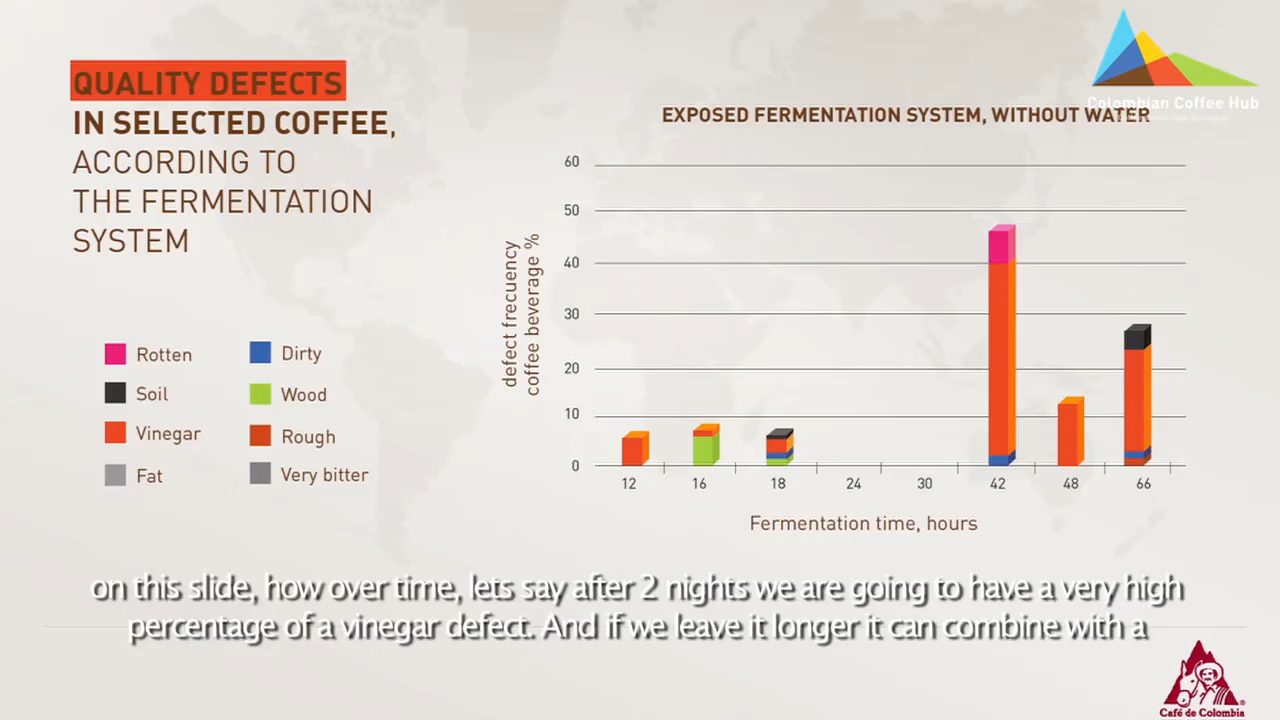 QUALITY DEFECTS
IN SELECTED COFFEE,
ACCORDING TO
THE FERMENTATION
SYSTEM
Rotten
Soil
Vinegar
Fat
Dirty
Wood
Rough
Very bitter
Colombian Coffee Hub
EXPOSED FERMENTATION SYSTEM, WITHOUT WATER
defect frecuency
coffee beverage %
60
50
40
30
20
10
0
12 16 18 24 30 42 48 66
Fermentation time, hours
on this slide, how over time, lets say after 2 nights we are going to have a very high
percentage of a vinegar defect. And if we leave it longer it can combine with a
Café de Colombia